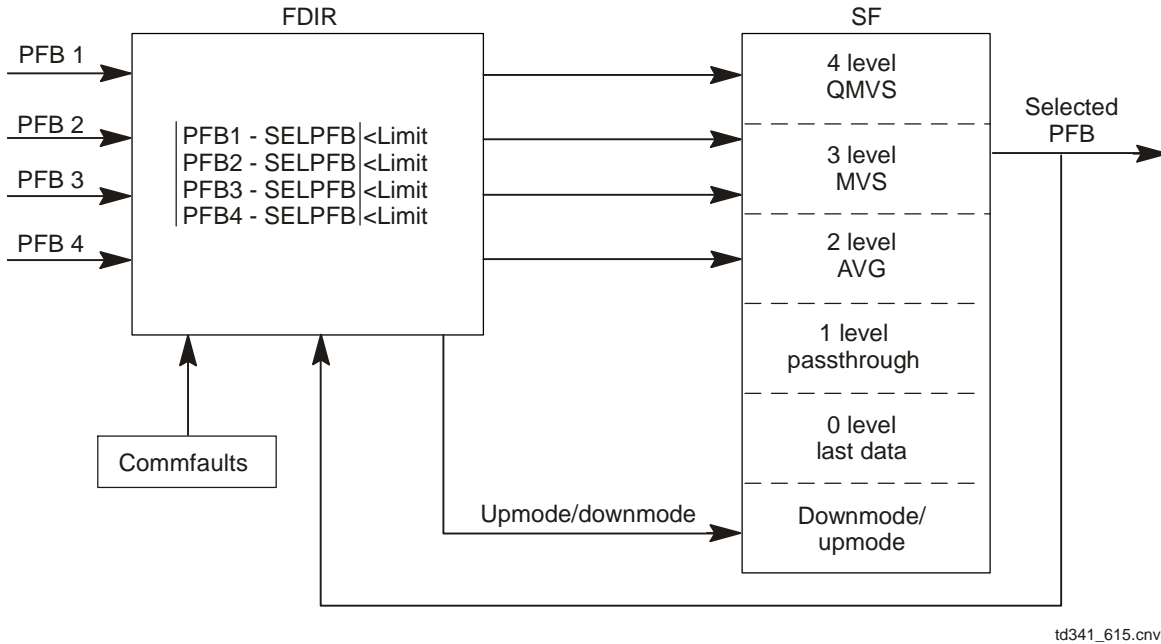 FDIR
SF
PFB 1
PFB 2
PFB 3
PFB 4
|PFB1 - SELPFB|<Limit
|PFB2 - SELPFB|<Limit
|PFB3 - SELPFB|<Limit
|PFB4 - SELPFB|<Limit
4 level
QMVS
3 level
MVS
2 level
AVG
1 level
passthrough
0 level
last data
Downmode/
upmode
Selected
PFB
Commfaults
Upmode/downmode
td341_615.cnv